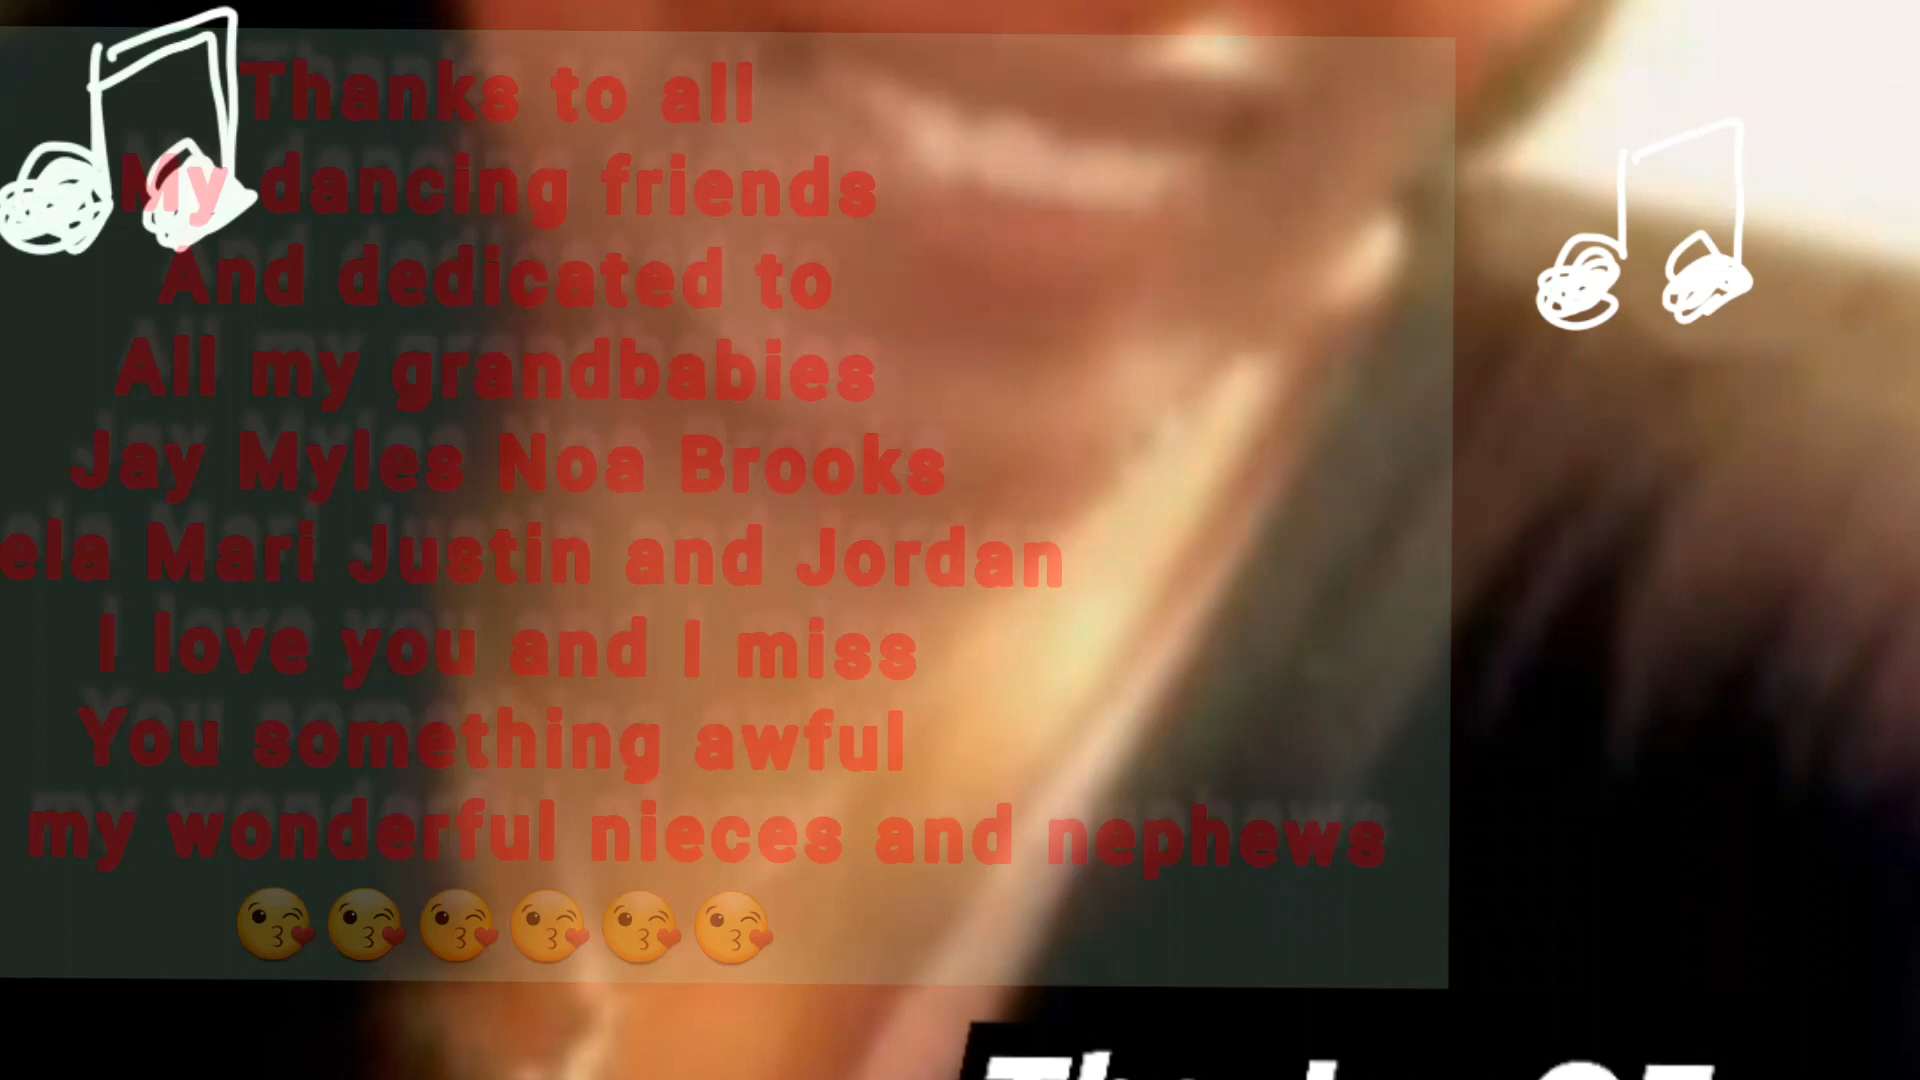 Thanks to all
My dancing friends
And dedicated to
All my grandbabies
Jay Myles Noa Brooks
ela Mari Justin and Jordan
I love you and I miss
You something awful
my wonderful nieces and nephews
😘😘😘😘😘😘